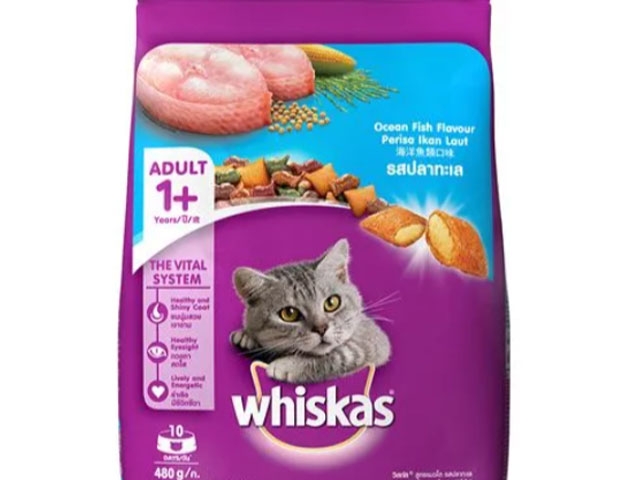 Ocean Fish Flavour
Perisa Ikan Laut
海洋魚類口味
รสปลาทะเล
ADULT
1+
Years/ปี/歲
THE VITAL
SYSTEM
Healthy and
Shiny Coat
Healthy
Eyesight
Lively and
Energetic
whiskas
10
480 g/ก.